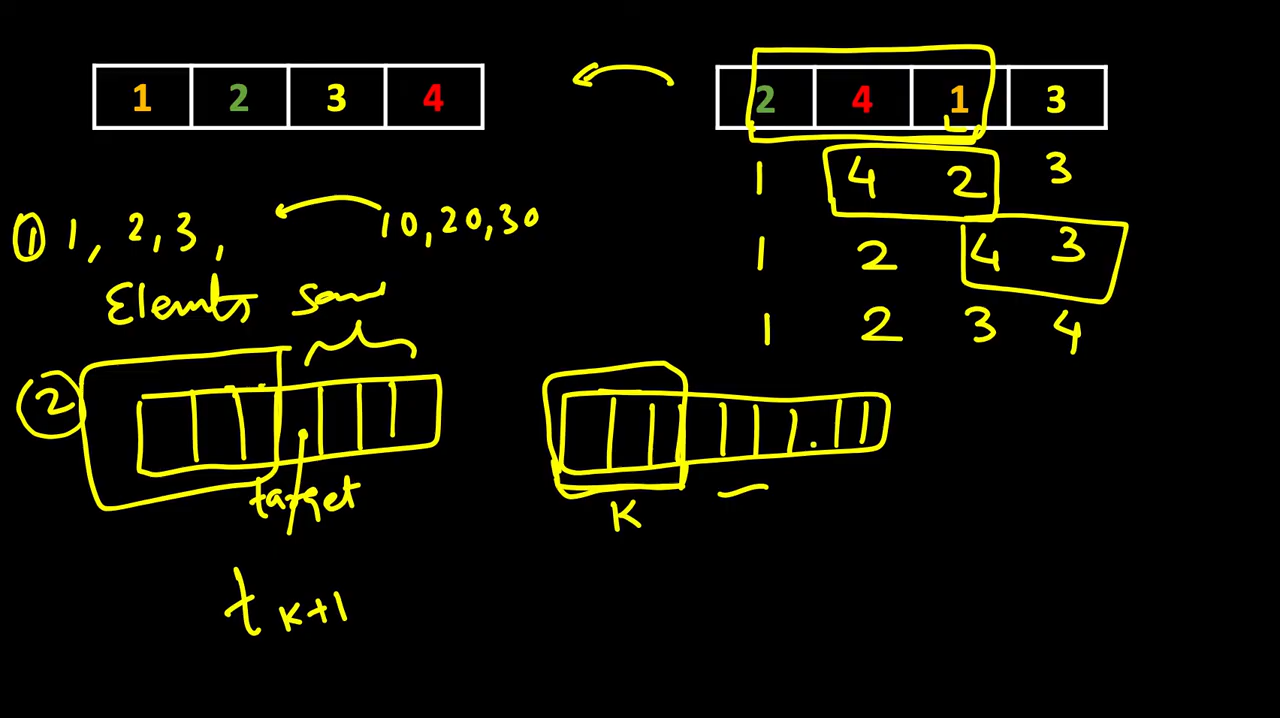 1 2 3 4
2 4 1 3
1 4 2 3
1 2 4 3
1 2 3 4
① 1, 2, 3,
10, 20, 30
Elements
②
target
K
t K+1